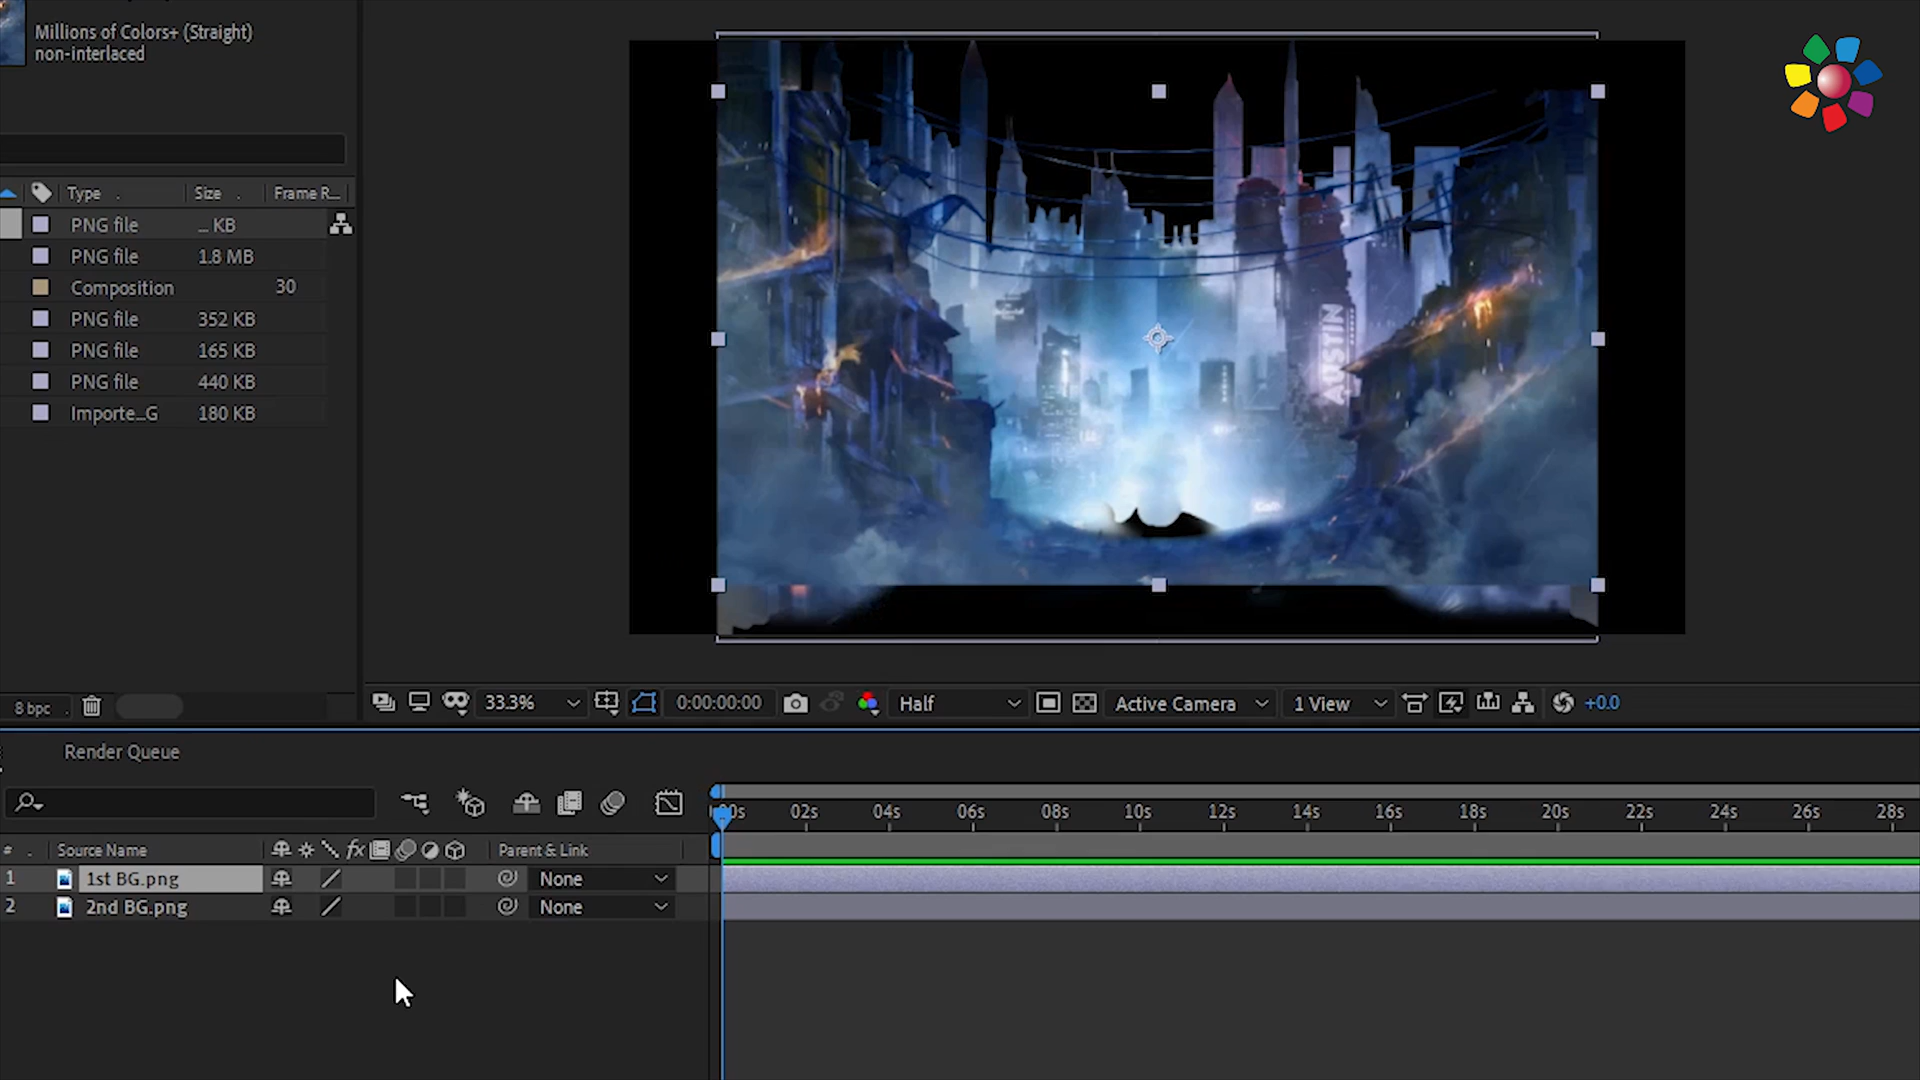 Millions of Colors+ (Straight)
non-interlaced
Type Size Frame R...
PNG file ... KB
PNG file 1.8 MB
Composition 30
PNG file 352 KB
PNG file 165 KB
PNG file 440 KB
Importe...G 180 KB
AUSTIN
8 bpc
33.3%
0:00:00:00
Half
Active Camera
1 View
+0.0
Render Queue
02s 04s 06s 08s 10s 12s 14s 16s 18s 20s 22s 24s 26s 28s
# Source Name fx Parent & Link
1 1st BG.png None
2 2nd BG.png None